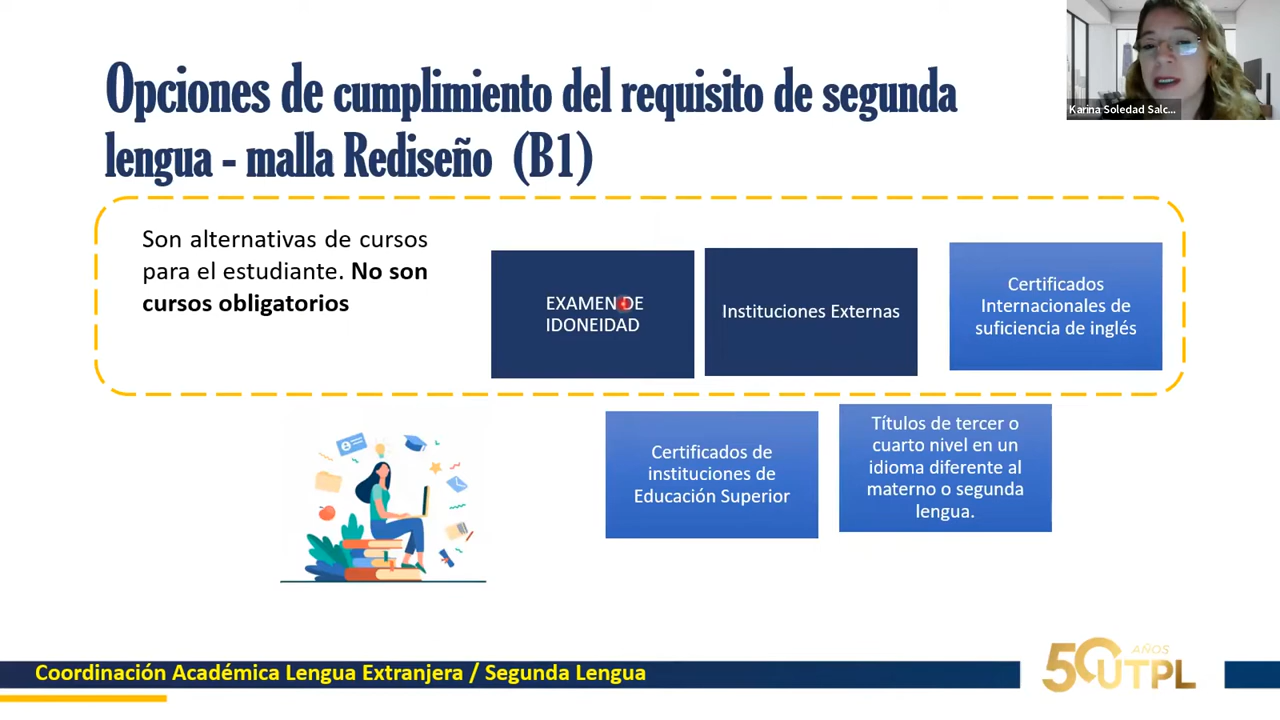 Opciones de cumplimiento del requisito de segunda
lengua - malla Rediseño (B1)
Karina Soledad Salc...
Son alternativas de cursos
para el estudiante. No son
cursos obligatorios
EXAMEN DE
IDONEIDAD
Instituciones Externas
Certificados
Internacionales de
suficiencia de inglés
Certificados de
instituciones de
Educación Superior
Títulos de tercer o
cuarto nivel en un
idioma diferente al
materno o segunda
lengua.
Coordinación Académica Lengua Extranjera / Segunda Lengua
50 AÑOS
UTPL